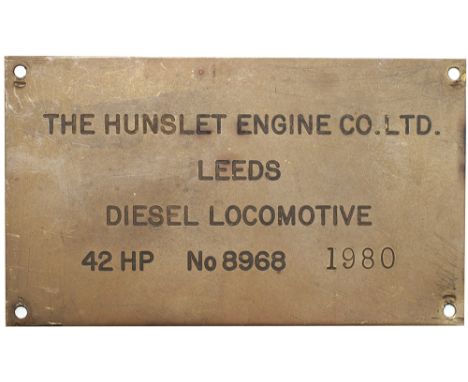 THE HUNSLET ENGINE CO.LTD.
LEEDS
DIESEL LOCOMOTIVE
42 HP No 8968 1980